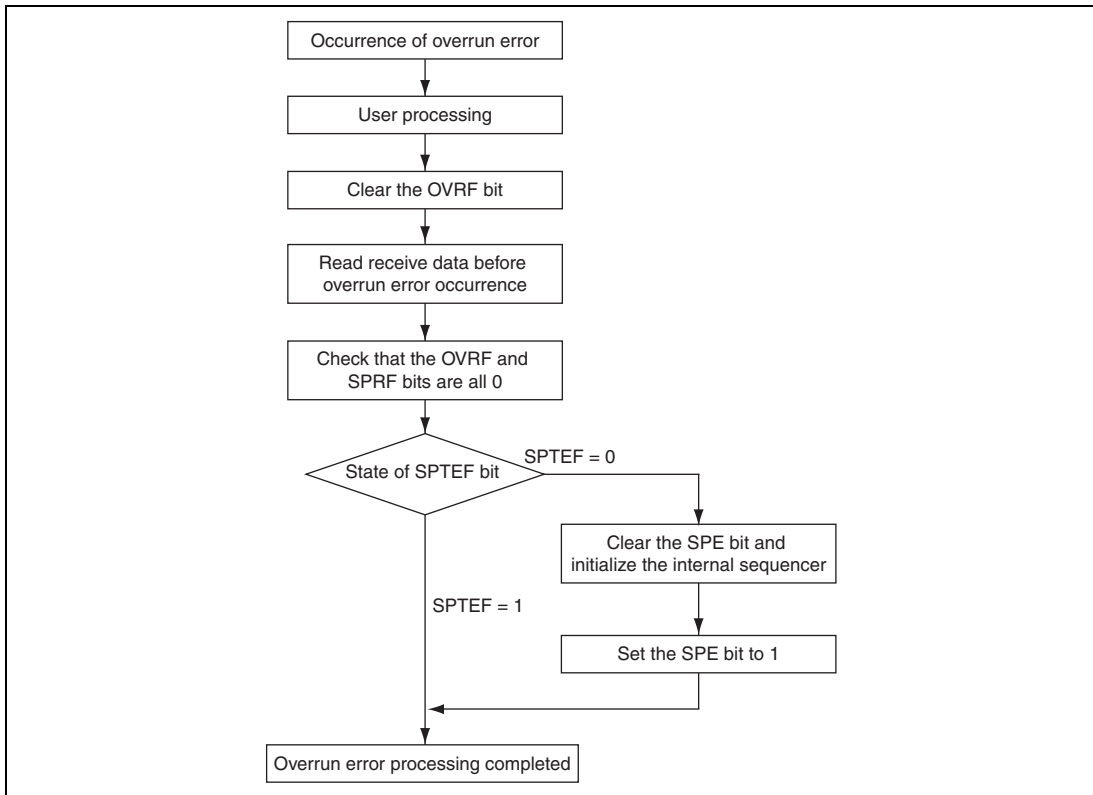 Occurrence of overrun error
User processing
Clear the OVRF bit
Read receive data before
overrun error occurrence
Check that the OVRF and
SPRF bits are all 0
State of SPTEF bit
SPTEF = 0
Clear the SPE bit and
initialize the internal sequencer
SPTEF = 1
Set the SPE bit to 1
Overrun error processing completed